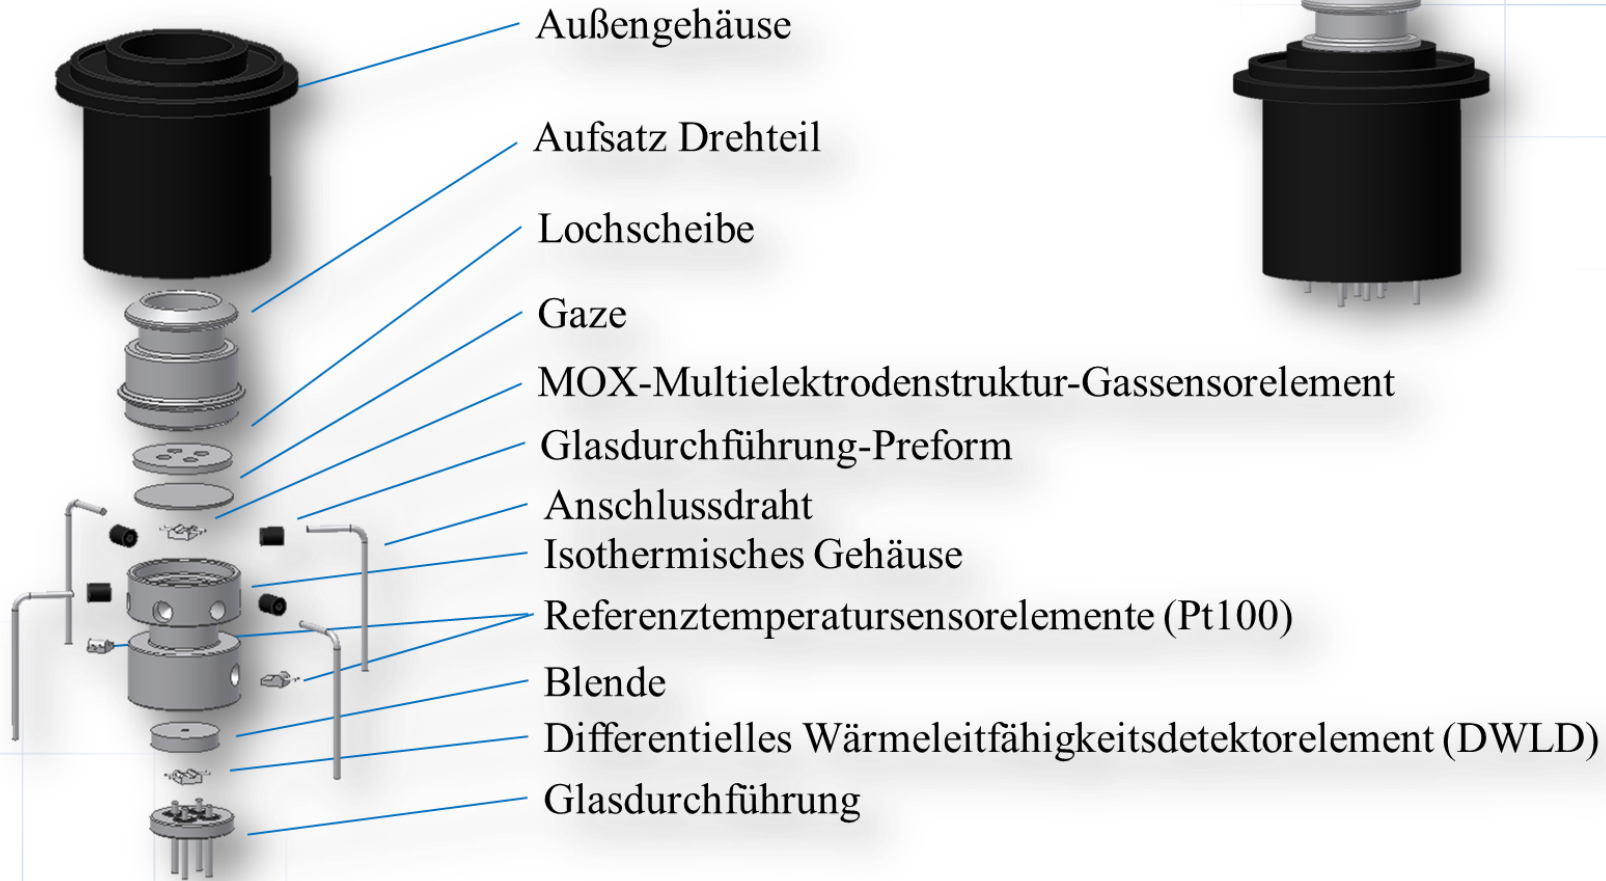 Außengehäuse
Aufsatz Drehteil
Lochscheibe
Gaze
MOX-Multielektrodenstruktur-Gassensorelement
Glasdurchführung-Preform
Anschlussdraht
Isothermisches Gehäuse
Referenztemperatursensorelemente (Pt100)
Blende
Differentielles Wärmeleitfähigkeitsdetektorelement (DWLD)
Glasdurchführung